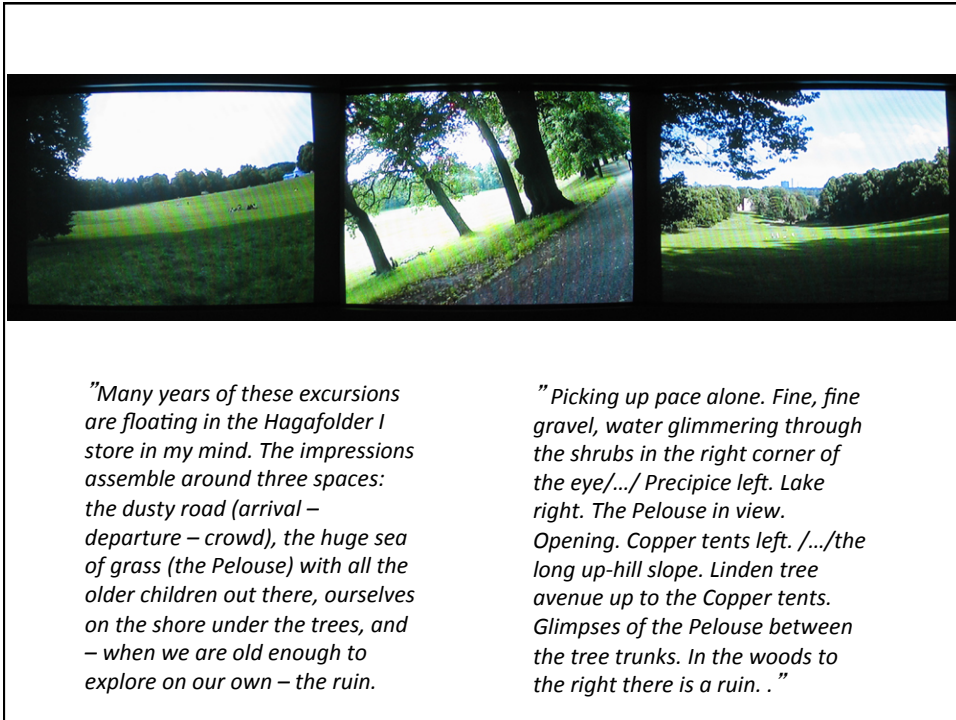 ”Many years of these excursions
are floating in the Hagafolder I
store in my mind. The impressions
assemble around three spaces:
the dusty road (arrival –
departure – crowd), the huge sea
of grass (the Pelouse) with all the
older children out there, ourselves
on the shore under the trees, and
– when we are old enough to
explore on our own – the ruin.
” Picking up pace alone. Fine, fine
gravel, water glimmering through
the shrubs in the right corner of
the eye/…/ Precipice left. Lake
right. The Pelouse in view.
Opening. Copper tents left. /…/the
long up-hill slope. Linden tree
avenue up to the Copper tents.
Glimpses of the Pelouse between
the tree trunks. In the woods to
the right there is a ruin. .”